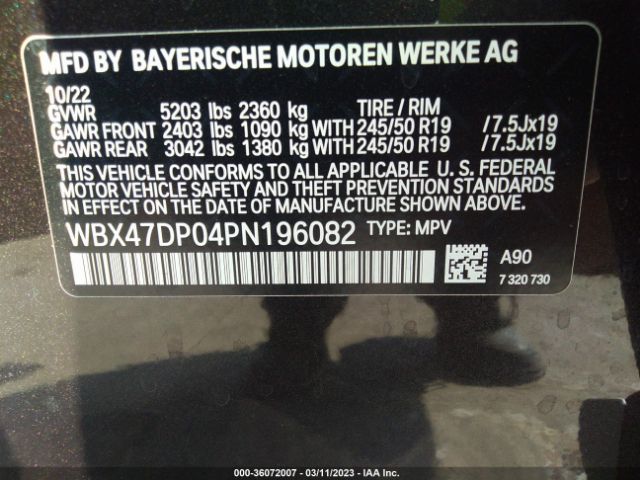 MFD BY BAYERISCHE MOTOREN WERKE AG
10/22
GVWR 5203 lbs 2360 kg TIRE / RIM
GAWR FRONT 2403 lbs 1090 kg WITH 245/50 R19 /7.5Jx19
GAWR REAR 3042 lbs 1380 kg WITH 245/50 R19 /7.5Jx19
THIS VEHICLE CONFORMS TO ALL APPLICABLE U. S. FEDERAL
MOTOR VEHICLE SAFETY AND THEFT PREVENTION STANDARDS
IN EFFECT ON THE DATE OF MANUFACTURE SHOWN ABOVE.
WBX47DP04PN196082 TYPE: MPV
A90
7 320 730
000-36072007 - 03/11/2023 - IAA Inc.